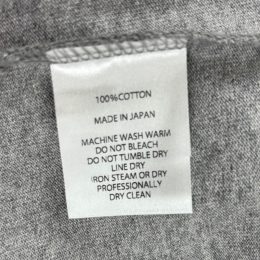 100%COTTON
MADE IN JAPAN
MACHINE WASH WARM
DO NOT BLEACH
DO NOT TUMBLE DRY
LINE DRY
IRON STEAM OR DRY
PROFESSIONALLY
DRY CLEAN